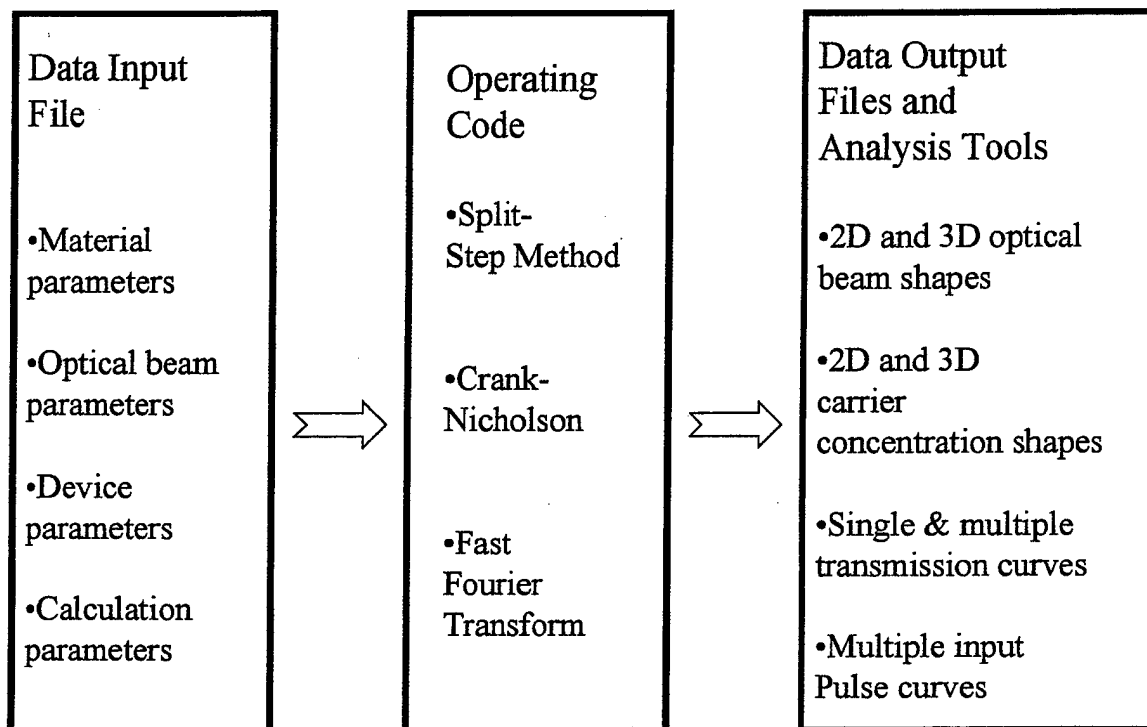 Data Input
File
•Material
parameters
•Optical beam
parameters
•Device
parameters
•Calculation
parameters
Operating
Code
•Split-
Step Method
•Crank-
Nicholson
•Fast
Fourier
Transform
Data Output
Files and
Analysis Tools
•2D and 3D optical
beam shapes
•2D and 3D
carrier
concentration shapes
•Single & multiple
transmission curves
•Multiple input
Pulse curves